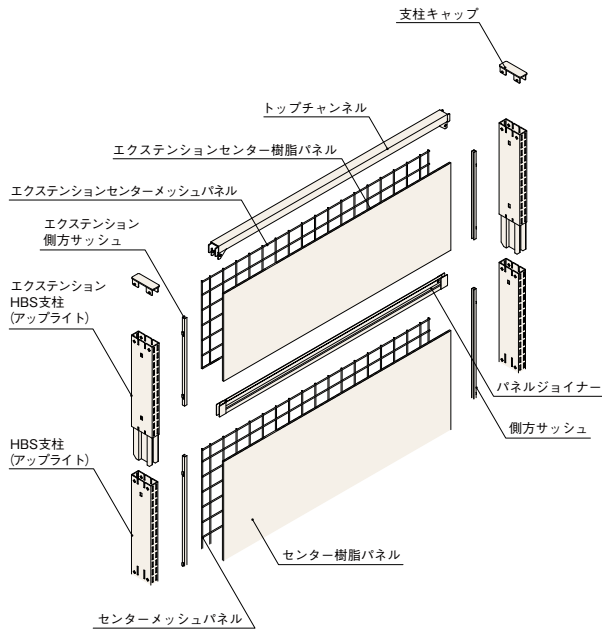 支柱キャップ
トップチャンネル
エクステンションセンター樹脂パネル
エクステンションセンターメッシュパネル
エクステンション
側方サッシュ
エクステンション
HBS支柱
(アップライト)
パネルジョイナー
側方サッシュ
HBS支柱
(アップライト)
センター樹脂パネル
センターメッシュパネル